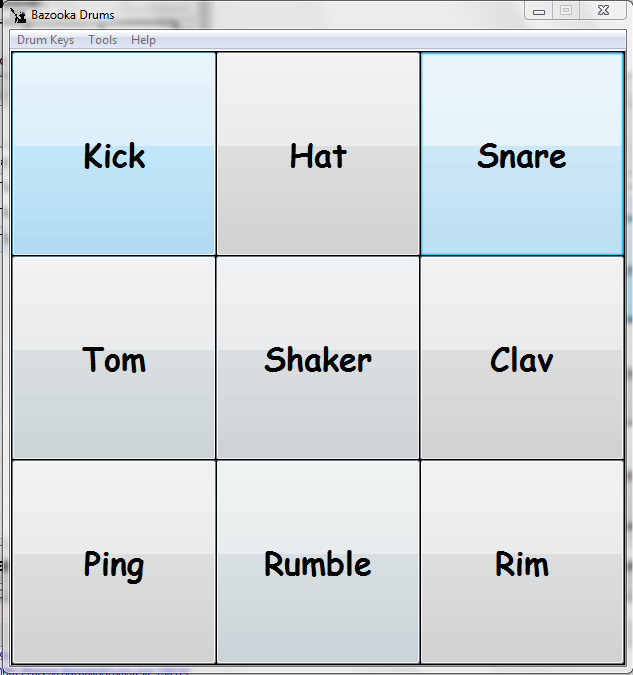 Bazooka Drums
Drum Keys Tools Help
Kick Hat Snare
Tom Shaker Clav
Ping Rumble Rim